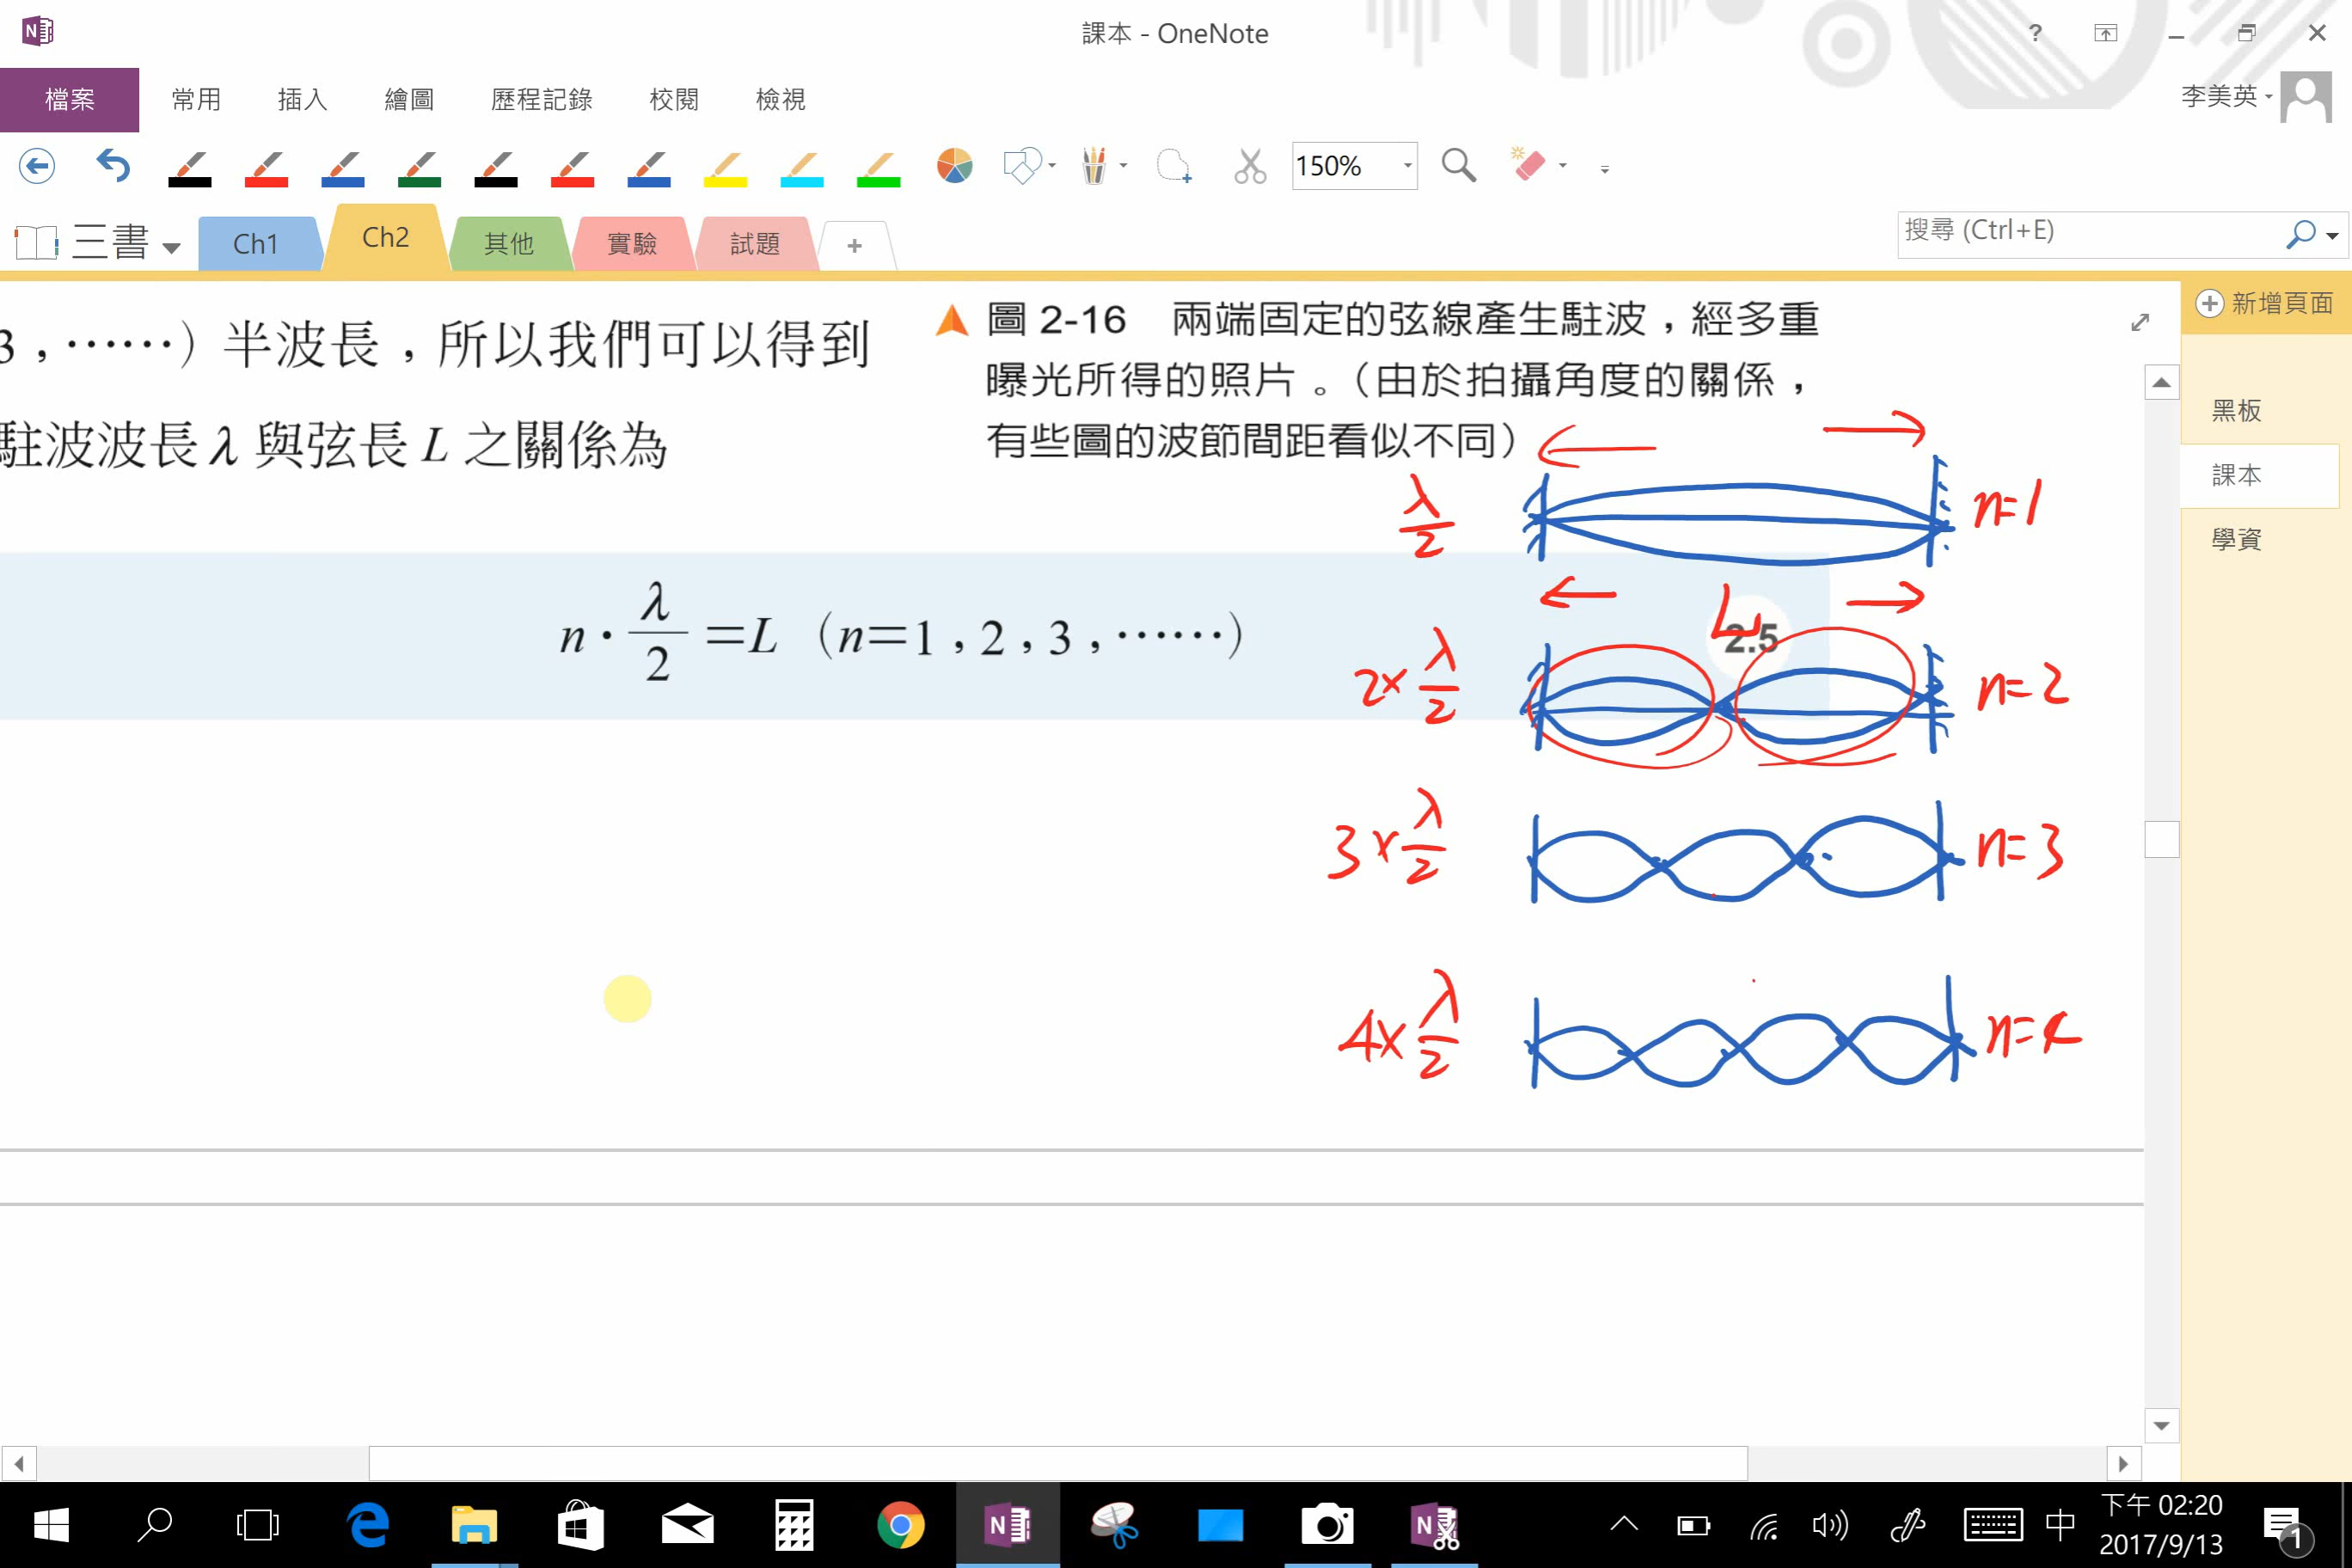 課本 - OneNote
?
檔案
常用
插入
繪圖
歷程記錄
校閱
檢視
李美英
150%
三書
Ch1
Ch2
其他
實驗
試題
+
搜尋 (Ctrl+E)
新增頁面
黑板
課本
學資
3，……）半波長，所以我們可以得到
駐波波長 λ 與弦長 L 之關係為
n · λ/2 = L （n = 1，2，3，……）
圖 2-16　兩端固定的弦線產生駐波，經多重
曝光所得的照片。（由於拍攝角度的關係，
有些圖的波節間距看似不同）
λ/2
n=1
L
2.5
2× λ/2
n=2
3× λ/2
n=3
4× λ/2
n=4
中
下午 02:20
2017/9/13
1